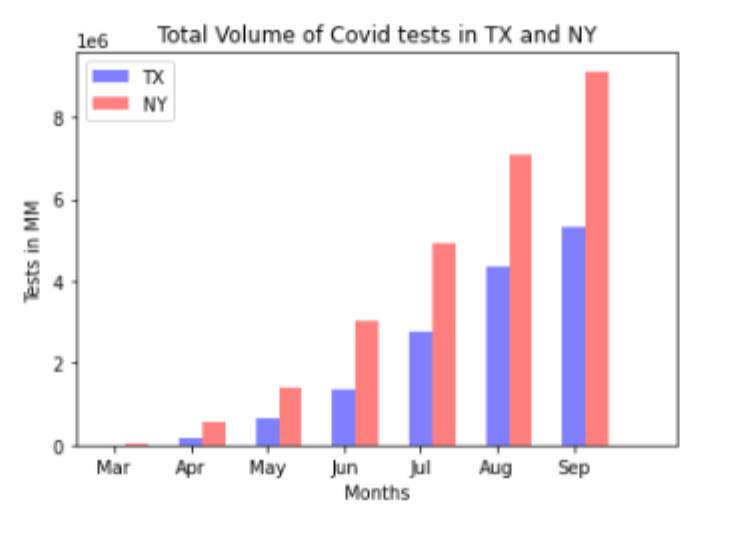 Total Volume of Covid tests in TX and NY
1e6
TX
NY
8
6
4
2
0
Tests in MM
Mar Apr May Jun Jul Aug Sep
Months